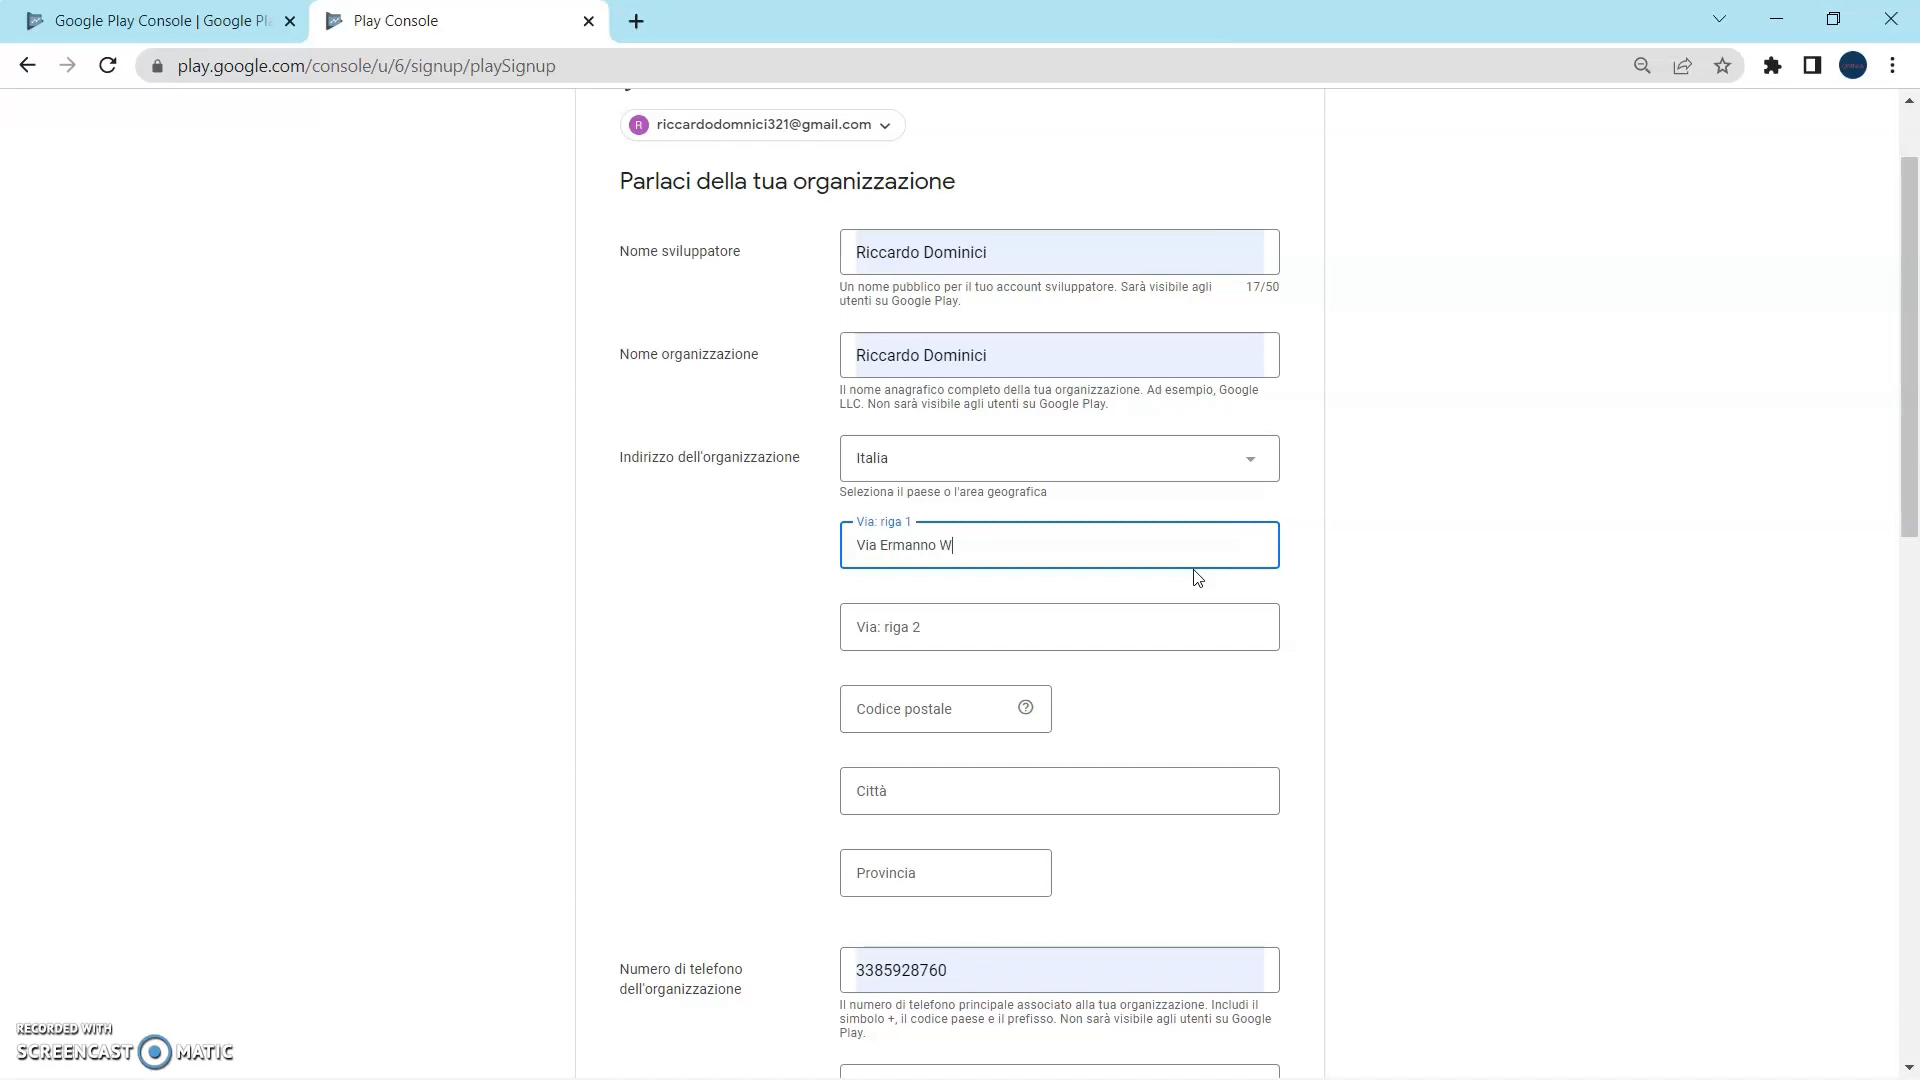 Google Play Console | Google Pla
Play Console
play.google.com/console/u/6/signup/playSignup
R
riccardodomnici321@gmail.com
Parlaci della tua organizzazione
Nome sviluppatore
Riccardo Dominici
Un nome pubblico per il tuo account sviluppatore. Sarà visibile agli
17/50
utenti su Google Play.
Nome organizzazione
Riccardo Dominici
Il nome anagrafico completo della tua organizzazione. Ad esempio, Google
LLC. Non sarà visibile agli utenti su Google Play.
Indirizzo dell'organizzazione
Italia
Seleziona il paese o l'area geografica
Via: riga 1
Via Ermanno W
Via: riga 2
Codice postale
Città
Provincia
Numero di telefono
dell'organizzazione
3385928760
Il numero di telefono principale associato alla tua organizzazione. Includi il
simbolo +, il codice paese e il prefisso. Non sarà visibile agli utenti su Google
Play.
RECORDED WITH
SCREENCAST MATIC